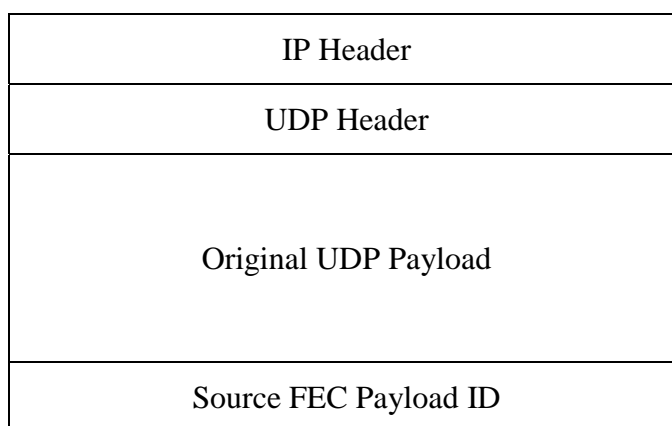 IP Header
UDP Header
Original UDP Payload
Source FEC Payload ID